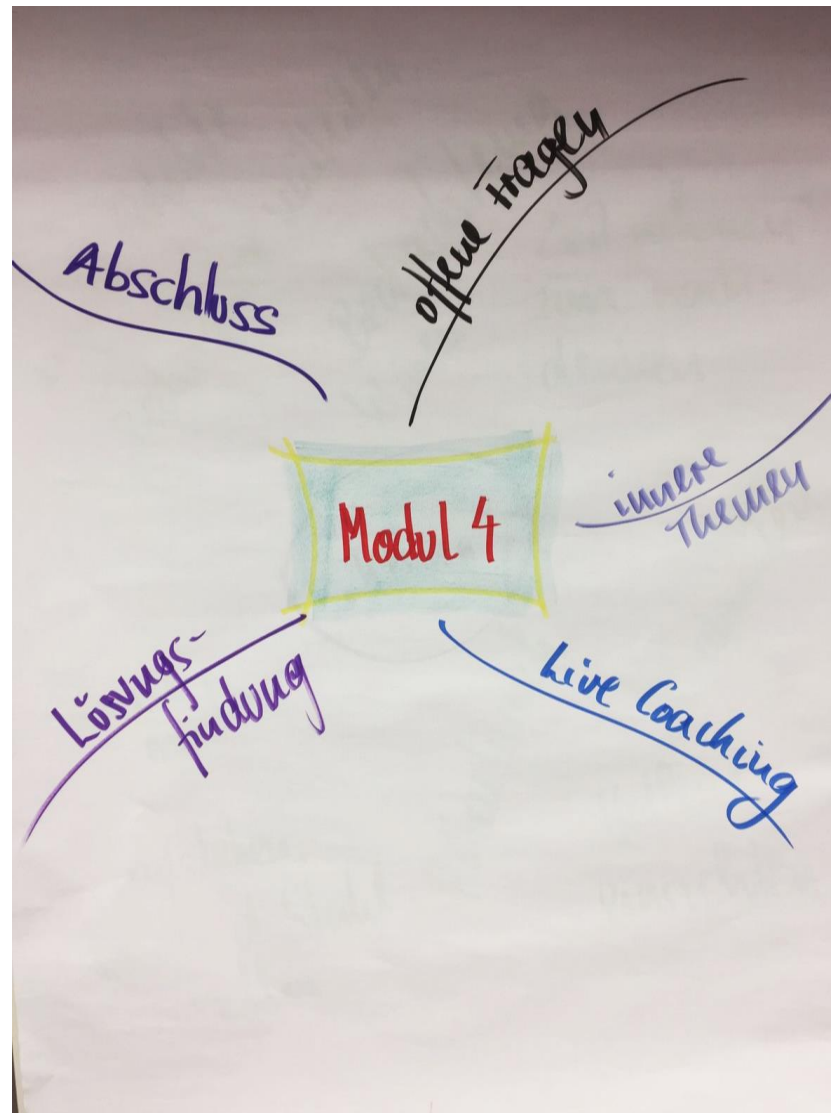 offene Fragen
Abschluss
innere
Themen
Modul 4
Live Coaching
Lösungs-
findung